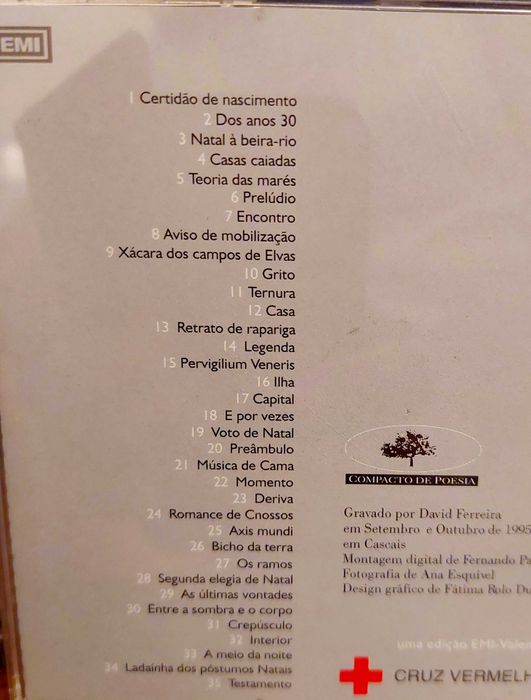 EMI
1 Certidão de nascimento
2 Dos anos 30
3 Natal à beira-rio
4 Casas caiadas
5 Teoria das marés
6 Prelúdio
7 Encontro
8 Aviso de mobilização
9 Xácara dos campos de Elvas
10 Grito
11 Ternura
12 Casa
13 Retrato de rapariga
14 Legenda
15 Pervigilium Veneris
16 Ilha
17 Capital
18 E por vezes
19 Voto de Natal
20 Preâmbulo
21 Música de Cama
22 Momento
23 Deriva
24 Romance de Cnossos
25 Axis mundi
26 Bicho da terra
27 Os ramos
28 Segunda elegia de Natal
29 As últimas vontades
30 Entre a sombra e o corpo
31 Crepúsculo
32 Interior
33 A meio da noite
34 Ladainha dos póstumos Natais
35 Testamento
COMPACTO DE POESIA
Gravado por David Ferreira
em Setembro e Outubro de 1995
em Cascais
Montagem digital de Fernando Pa
Fotografia de Ana Esquível
Design gráfico de Fátima Rolo Du
uma edição EMI-Valen
CRUZ VERMELH